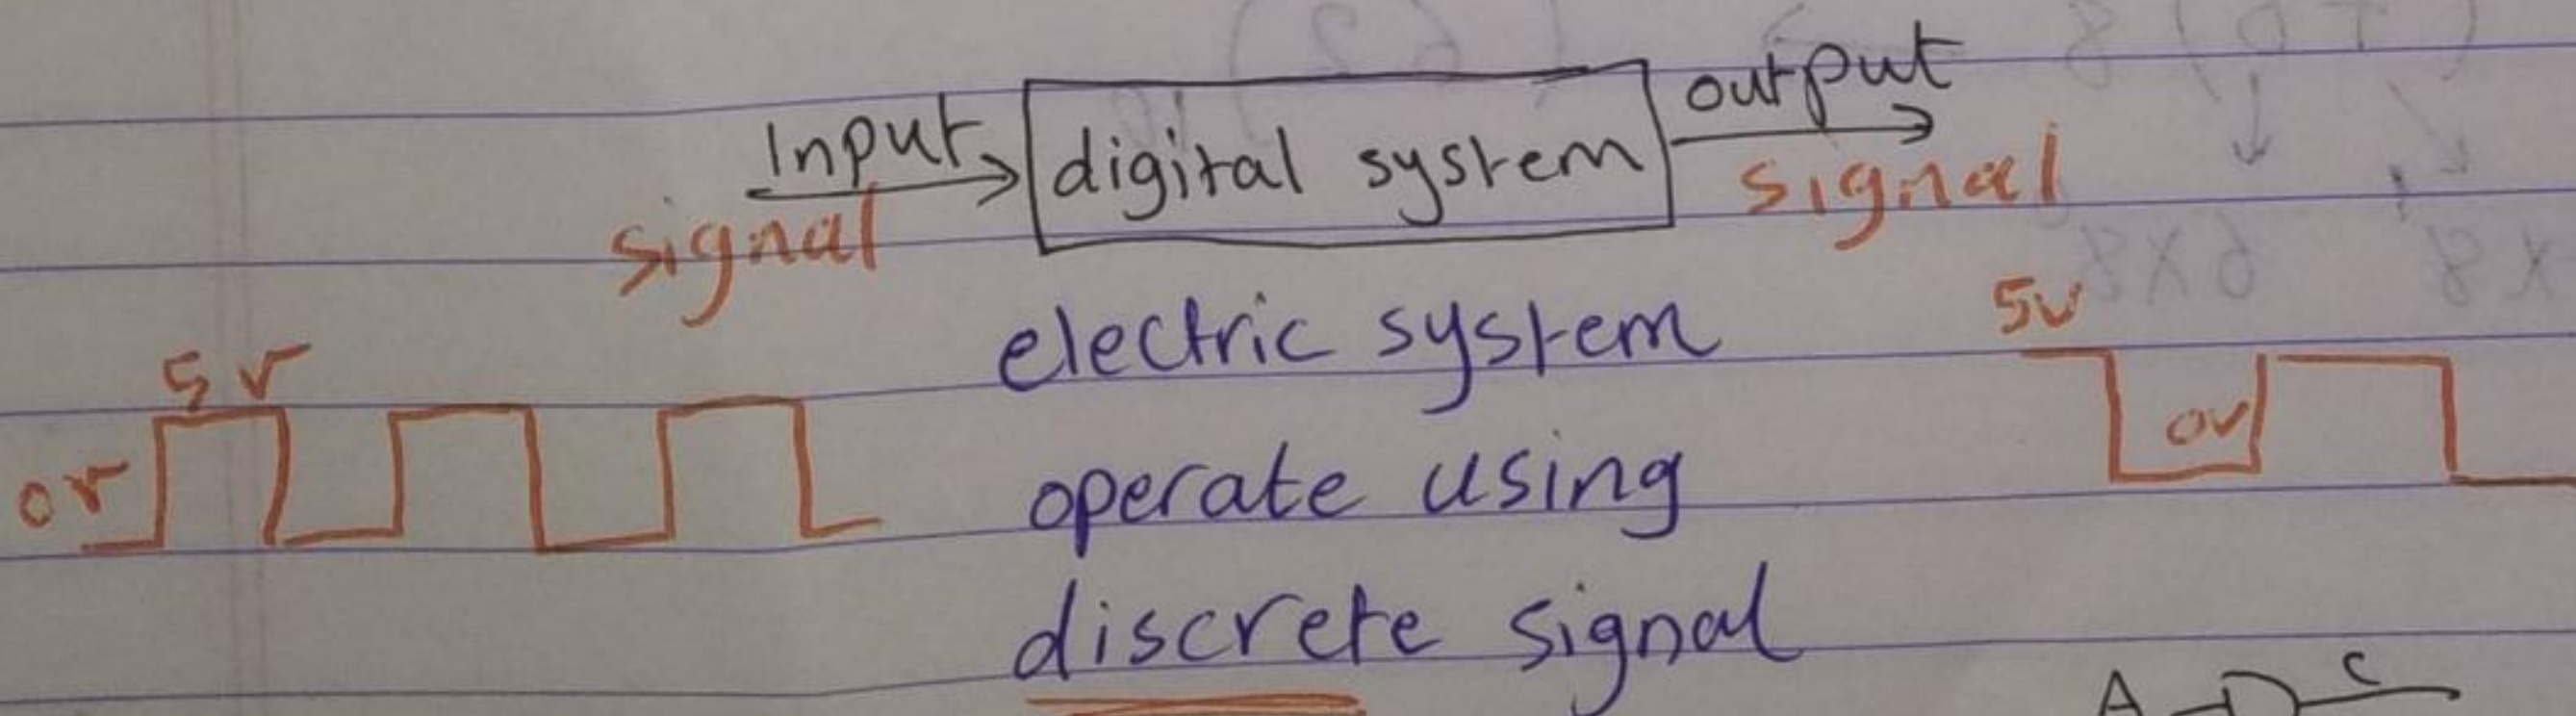 Input
digital system
output
signal
signal
electric system
5v
5v
0v
0v
operate using
discrete signal
A
C